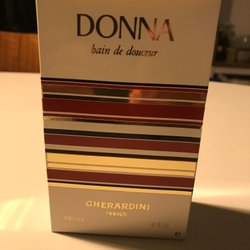 DONNA
bain de douceur
GHERARDINI
FIRENZE